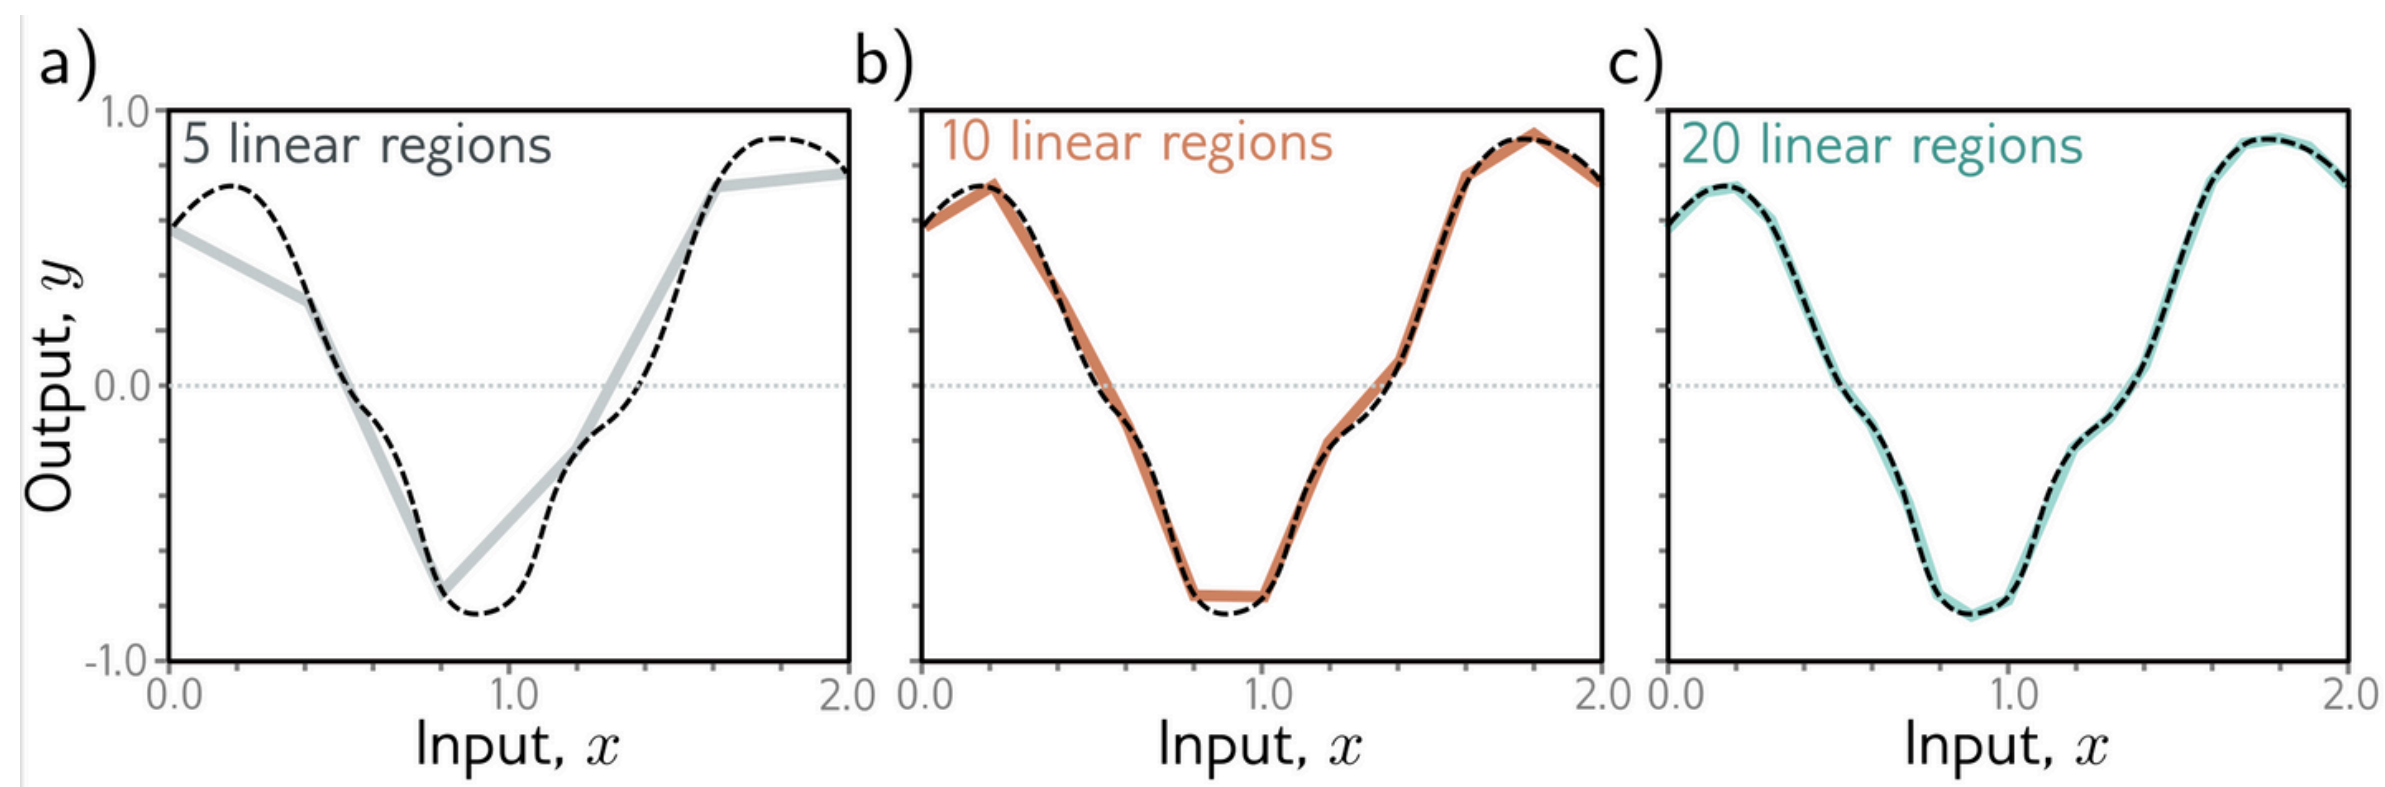 a)
5 linear regions
1.0
0.0
-1.0
Output, y
0.0 1.0 2.0
Input, x
b)
10 linear regions
0.0 1.0 2.0
Input, x
c)
20 linear regions
0.0 1.0 2.0
Input, x